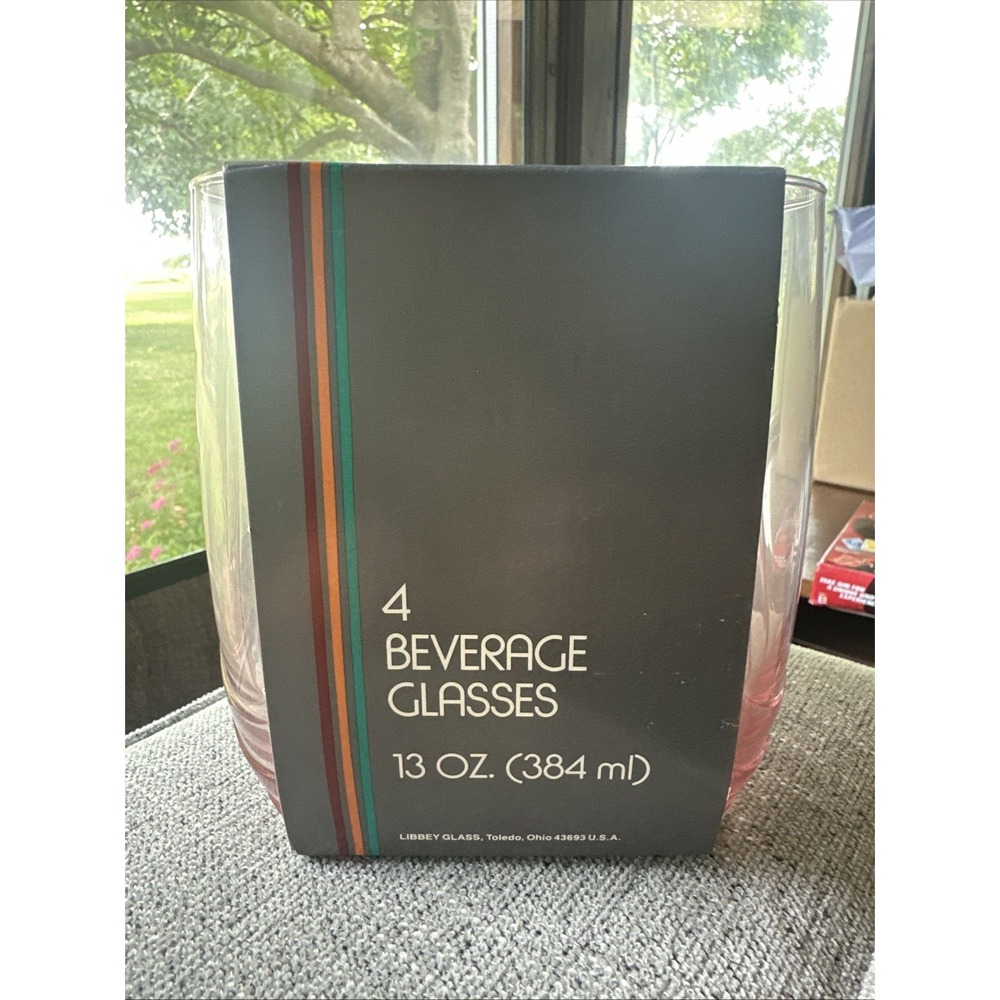 4
BEVERAGE
GLASSES
13 OZ. (384 ml)
LIBBEY GLASS, Toledo, Ohio 43693 U.S.A.